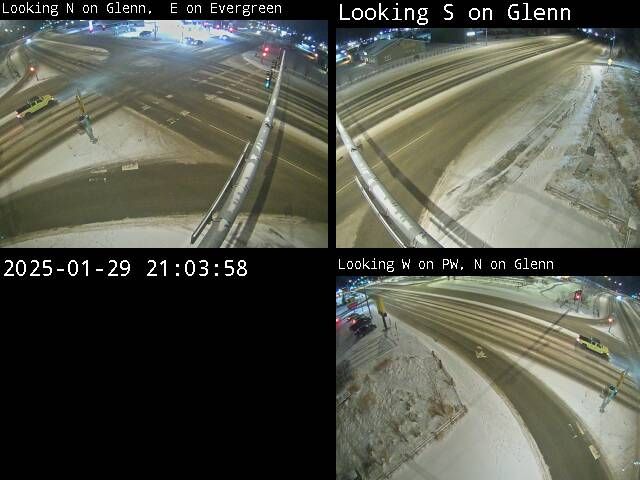 Looking N on Glenn, E on Evergreen
Looking S on Glenn
2025-01-29 21:03:58
Looking W on PW, N on Glenn